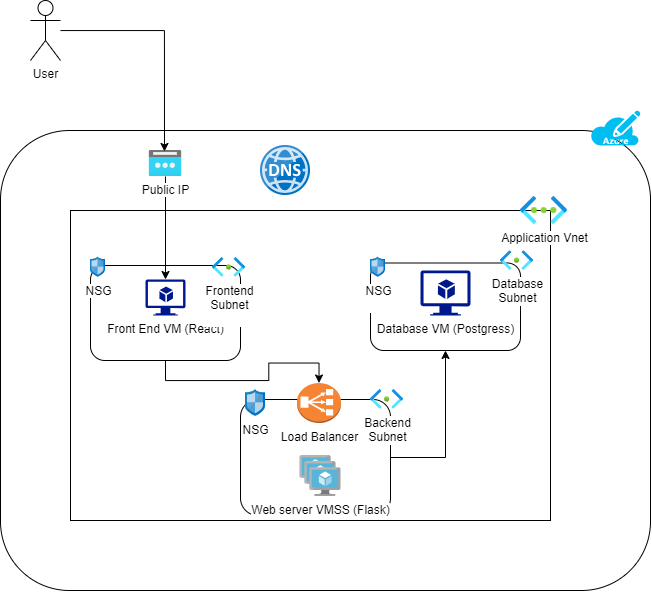 User
Azure
Public IP
DNS
Application Vnet
NSG
Frontend
Subnet
Front End VM (React)
NSG
Database
Subnet
Database VM (Postgress)
NSG
Load Balancer
Backend
Subnet
Web server VMSS (Flask)